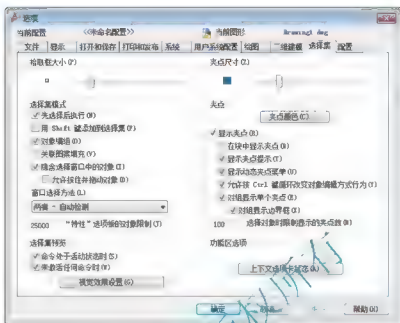 选项
当前配置 <<未命名配置>> 当前图形 Drawing1.dwg
文件 显示 打开和保存 打印和发布 系统 用户系统配置 绘图 三维建模 选择集 配置
拾取框大小(P) 夹点尺寸(Z)
选择集模式 夹点
先选择后执行(N) 夹点颜色(C)
用 Shift 键添加到选择集(F) 显示夹点(R)
对象编组(O) 在块中显示夹点(B)
关联图案填充(V) 显示夹点提示(T)
隐含选择窗口中的对象(I) 显示动态夹点菜单(U)
允许按住并拖动对象(D) 允许按 Ctrl 键循环改变对象编辑方式行为(Y)
窗口选择方法(L) 对组显示单个夹点(E)
两者 - 自动检测 对组显示边界框(X)
25000 “特性”选项板的对象限制(J) 100 选择对象时限制显示的夹点数(M)
选择集预览 功能区选项
命令处于活动状态时(S)
未激活任何命令时(W) 上下文选项卡状态(A)
视觉效果设置(G)
确定 帮助(H)
权所有